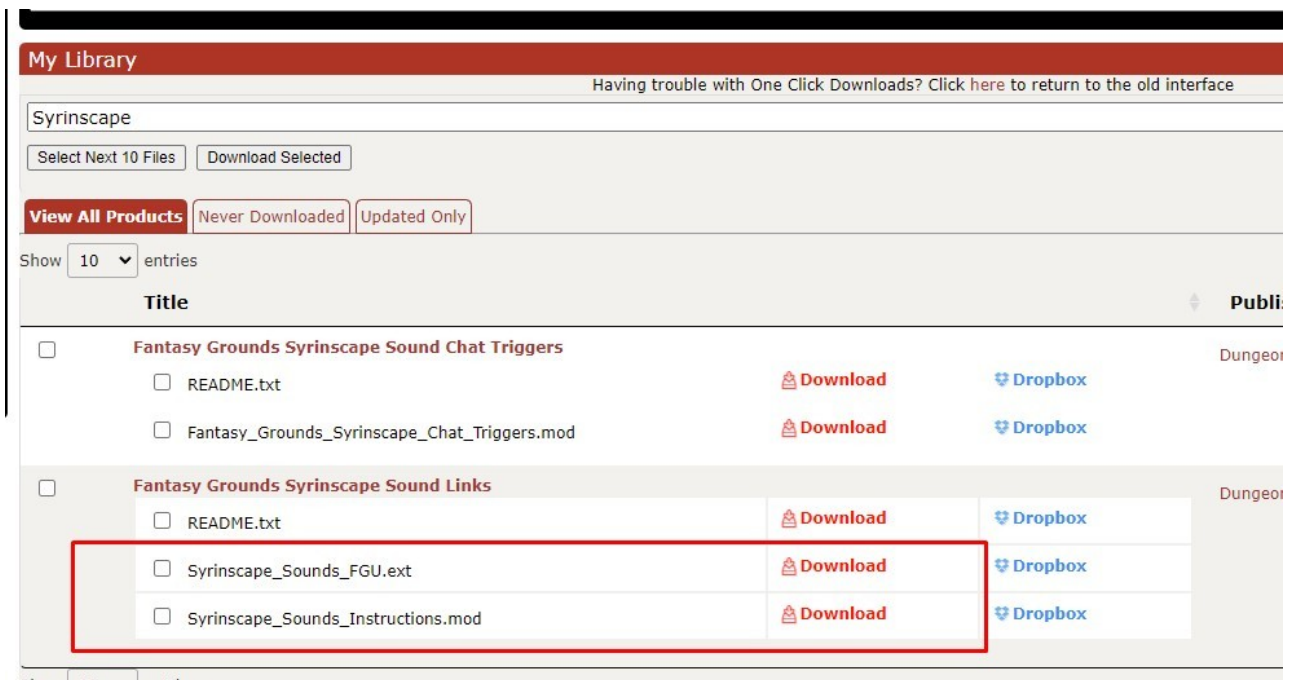 My Library
Having trouble with One Click Downloads? Click here to return to the old interface
Syrinscape
Select Next 10 Files Download Selected
View All Products Never Downloaded Updated Only
Show 10 entries
Title Publi
Fantasy Grounds Syrinscape Sound Chat Triggers Dungeon
README.txt Download Dropbox
Fantasy_Grounds_Syrinscape_Chat_Triggers.mod Download Dropbox
Fantasy Grounds Syrinscape Sound Links Dungeon
README.txt Download Dropbox
Syrinscape_Sounds_FGU.ext Download Dropbox
Syrinscape_Sounds_Instructions.mod Download Dropbox